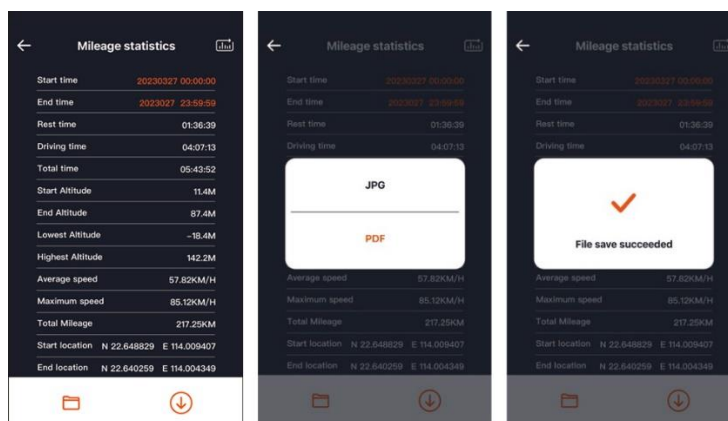 Mileage statistics
Start time 20230327 00:00:00
End time 2023027 23:59:59
Rest time 01:36:39
Driving time 04:07:13
Total time 05:43:52
Start Altitude 11.4M
End Altitude 87.4M
Lowest Altitude -18.4M
Highest Altitude 142.2M
Average speed 57.82KM/H
Maximum speed 85.12KM/H
Total Mileage 217.25KM
Start location N 22.648829 E 114.009407
End location N 22.640259 E 114.004349
Mileage statistics
Start time 20230327 00:00:00
End time 2023027 23:59:59
Rest time 01:36:39
Driving time 04:07:13
JPG
PDF
Average speed 57.82KM/H
Maximum speed 85.12KM/H
Total Mileage 217.25KM
Start location N 22.648829 E 114.009407
End location N 22.640259 E 114.004349
Mileage statistics
Start time 20230327 00:00:00
End time 2023027 23:59:59
Rest time 01:36:39
Driving time 04:07:13
File save succeeded
Average speed 57.82KM/H
Maximum speed 85.12KM/H
Total Mileage 217.25KM
Start location N 22.648829 E 114.009407
End location N 22.640259 E 114.004349